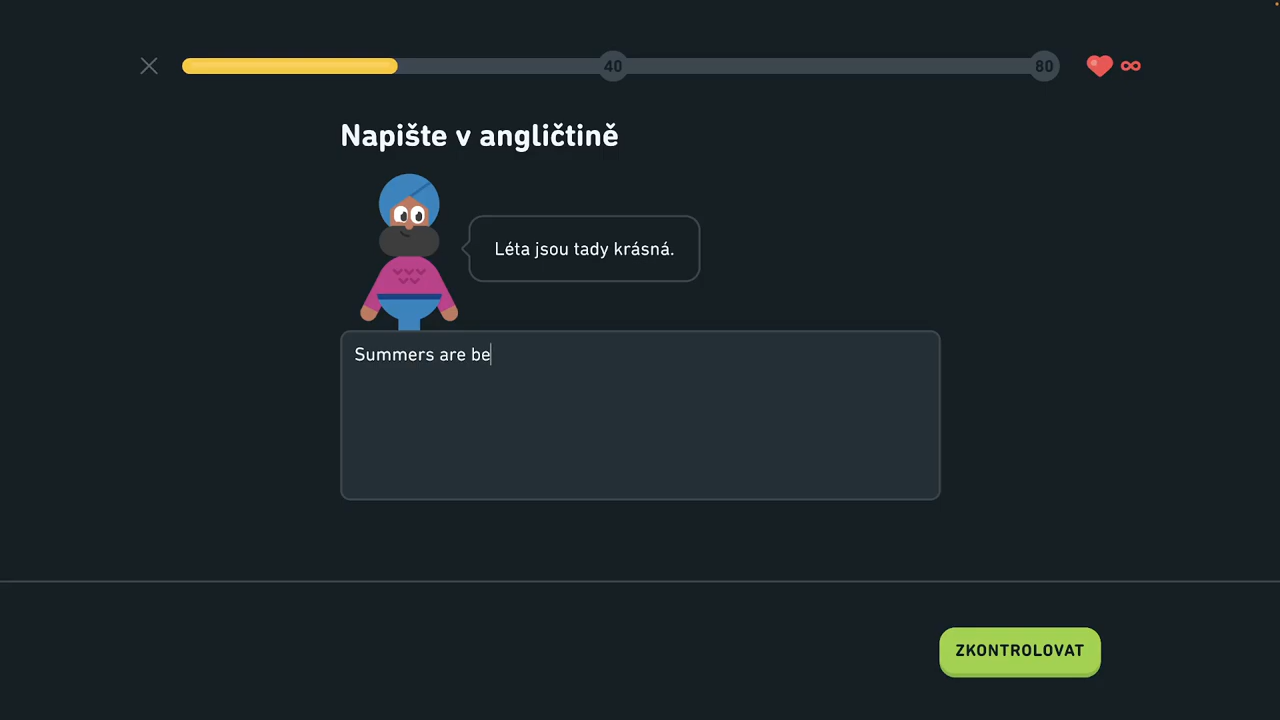 40
80
∞
Napište v angličtině
Léta jsou tady krásná.
Summers are be
ZKONTROLOVAT